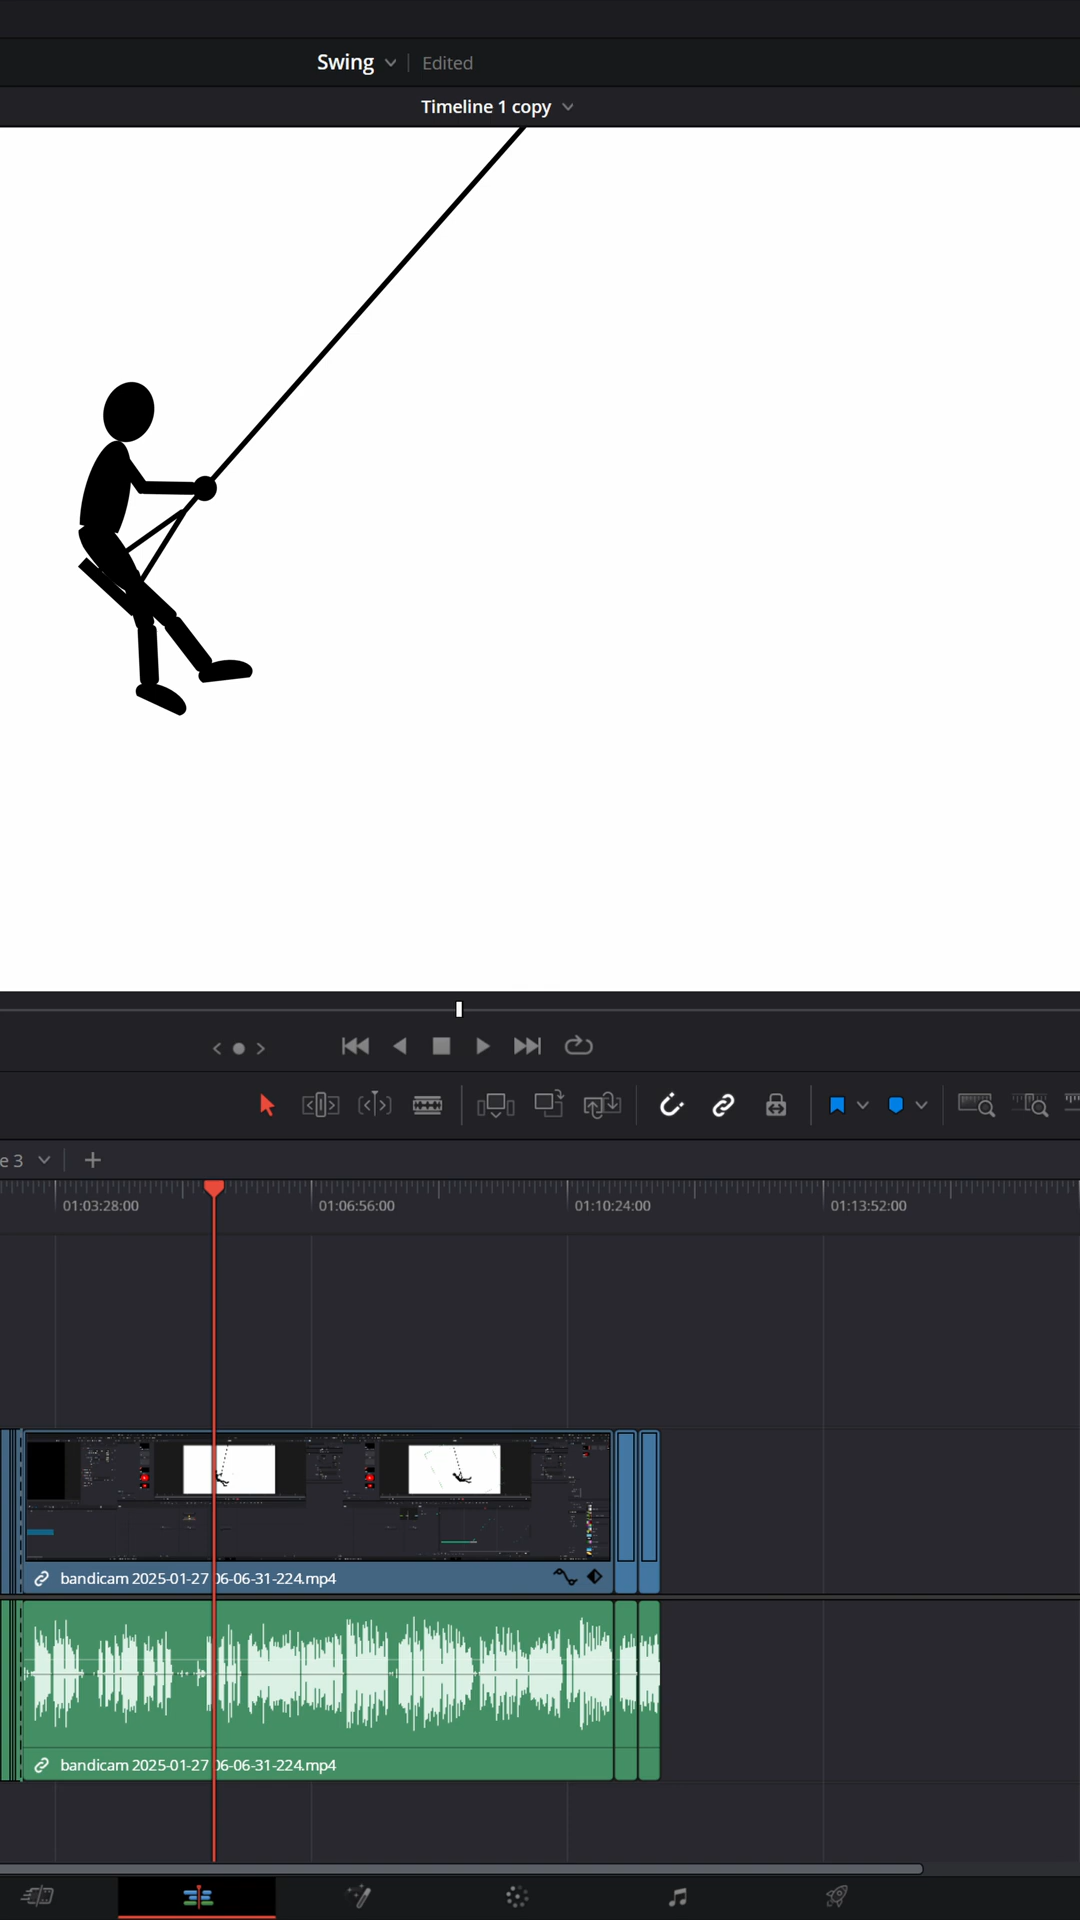 Swing Edited
Timeline 1 copy
e 3
01:03:28:00 01:06:56:00 01:10:24:00 01:13:52:00
bandicam 2025-01-27 06-06-31-224.mp4
bandicam 2025-01-27 06-06-31-224.mp4